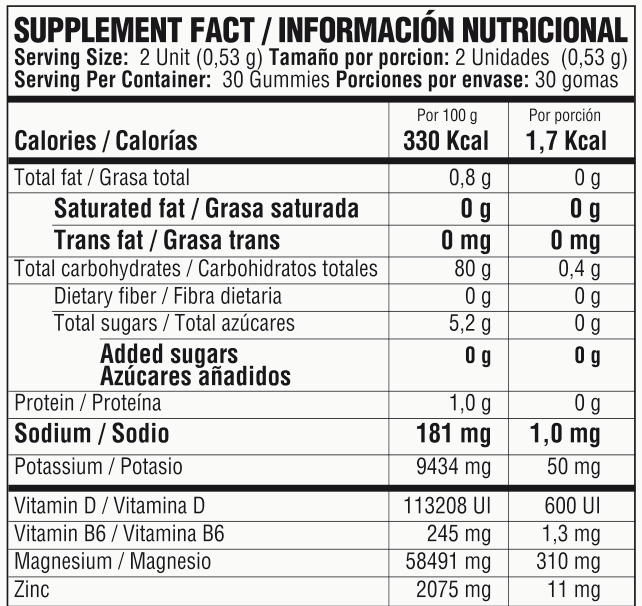 SUPPLEMENT FACT / INFORMACIÓN NUTRICIONAL
Serving Size: 2 Unit (0,53 g) Tamaño por porcion: 2 Unidades (0,53 g)
Serving Per Container: 30 Gummies Porciones por envase: 30 gomas
Por 100 g Por porción
Calories / Calorías 330 Kcal 1,7 Kcal
Total fat / Grasa total 0,8 g 0 g
Saturated fat / Grasa saturada 0 g 0 g
Trans fat / Grasa trans 0 mg 0 mg
Total carbohydrates / Carbohidratos totales 80 g 0,4 g
Dietary fiber / Fibra dietaria 0 g 0 g
Total sugars / Total azúcares 5,2 g 0 g
Added sugars 0 g 0 g
Azúcares añadidos
Protein / Proteína 1,0 g 0 g
Sodium / Sodio 181 mg 1,0 mg
Potassium / Potasio 9434 mg 50 mg
Vitamin D / Vitamina D 113208 UI 600 UI
Vitamin B6 / Vitamina B6 245 mg 1,3 mg
Magnesium / Magnesio 58491 mg 310 mg
Zinc 2075 mg 11 mg